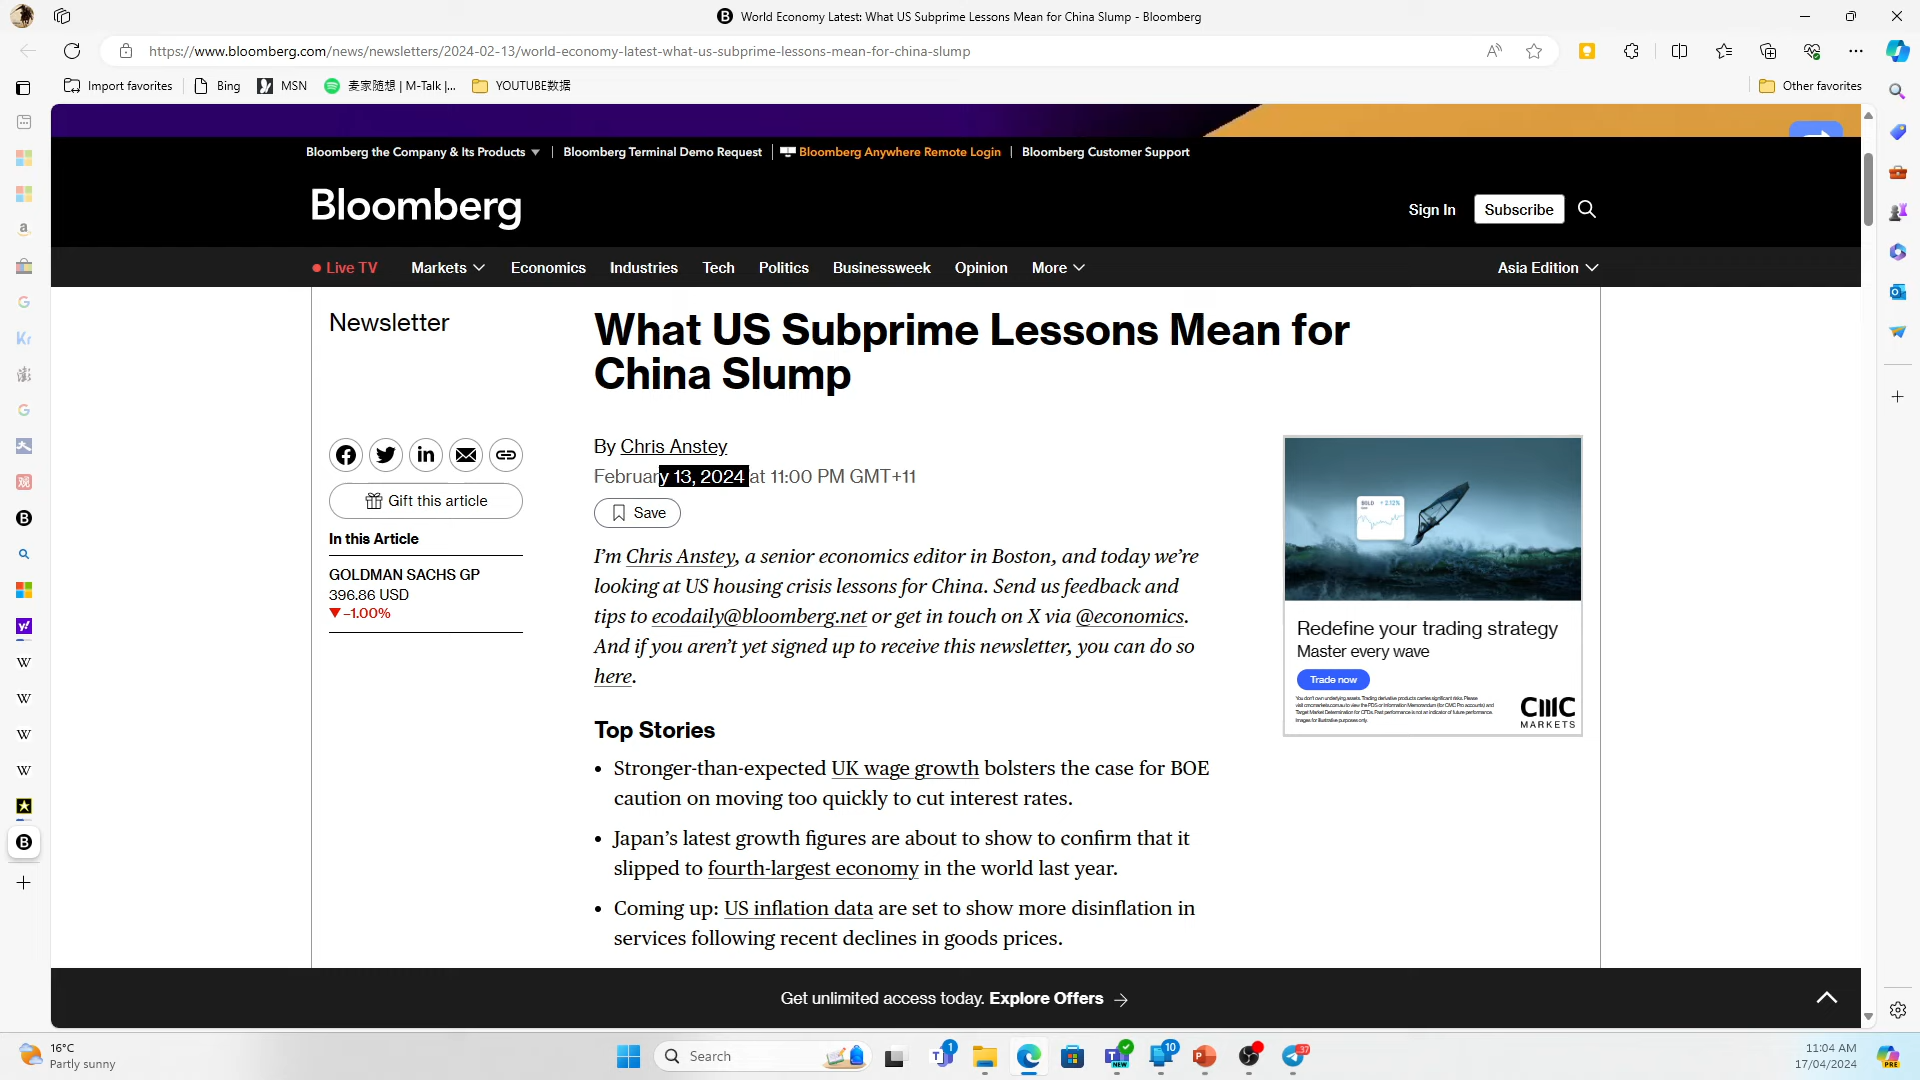 World Economy Latest: What US Subprime Lessons Mean for China Slump - Bloomberg
https://www.bloomberg.com/news/newsletters/2024-02-13/world-economy-latest-what-us-subprime-lessons-mean-for-china-slump
Import favorites
Bing
MSN
麦家随想 | M-Talk |...
YOUTUBE数据
Other favorites
Bloomberg the Company & Its Products
Bloomberg Terminal Demo Request
Bloomberg Anywhere Remote Login
Bloomberg Customer Support
Bloomberg
Sign In
Subscribe
Live TV
Markets
Economics
Industries
Tech
Politics
Businessweek
Opinion
More
Asia Edition
Newsletter
What US Subprime Lessons Mean for
China Slump
By Chris Anstey
February 13, 2024 at 11:00 PM GMT+11
Save
Gift this article
In this Article
GOLDMAN SACHS GP
396.86 USD
▼ -1.00%
I'm Chris Anstey, a senior economics editor in Boston, and today we're
looking at US housing crisis lessons for China. Send us feedback and
tips to ecodaily@bloomberg.net or get in touch on X via @economics.
And if you aren't yet signed up to receive this newsletter, you can do so
here.
Top Stories
• Stronger-than-expected UK wage growth bolsters the case for BOE
caution on moving too quickly to cut interest rates.
• Japan's latest growth figures are about to show to confirm that it
slipped to fourth-largest economy in the world last year.
• Coming up: US inflation data are set to show more disinflation in
services following recent declines in goods prices.
Redefine your trading strategy
Master every wave
Trade now
CMC
MARKETS
Get unlimited access today. Explore Offers →
16°C
Partly sunny
Search
11:04 AM
17/04/2024